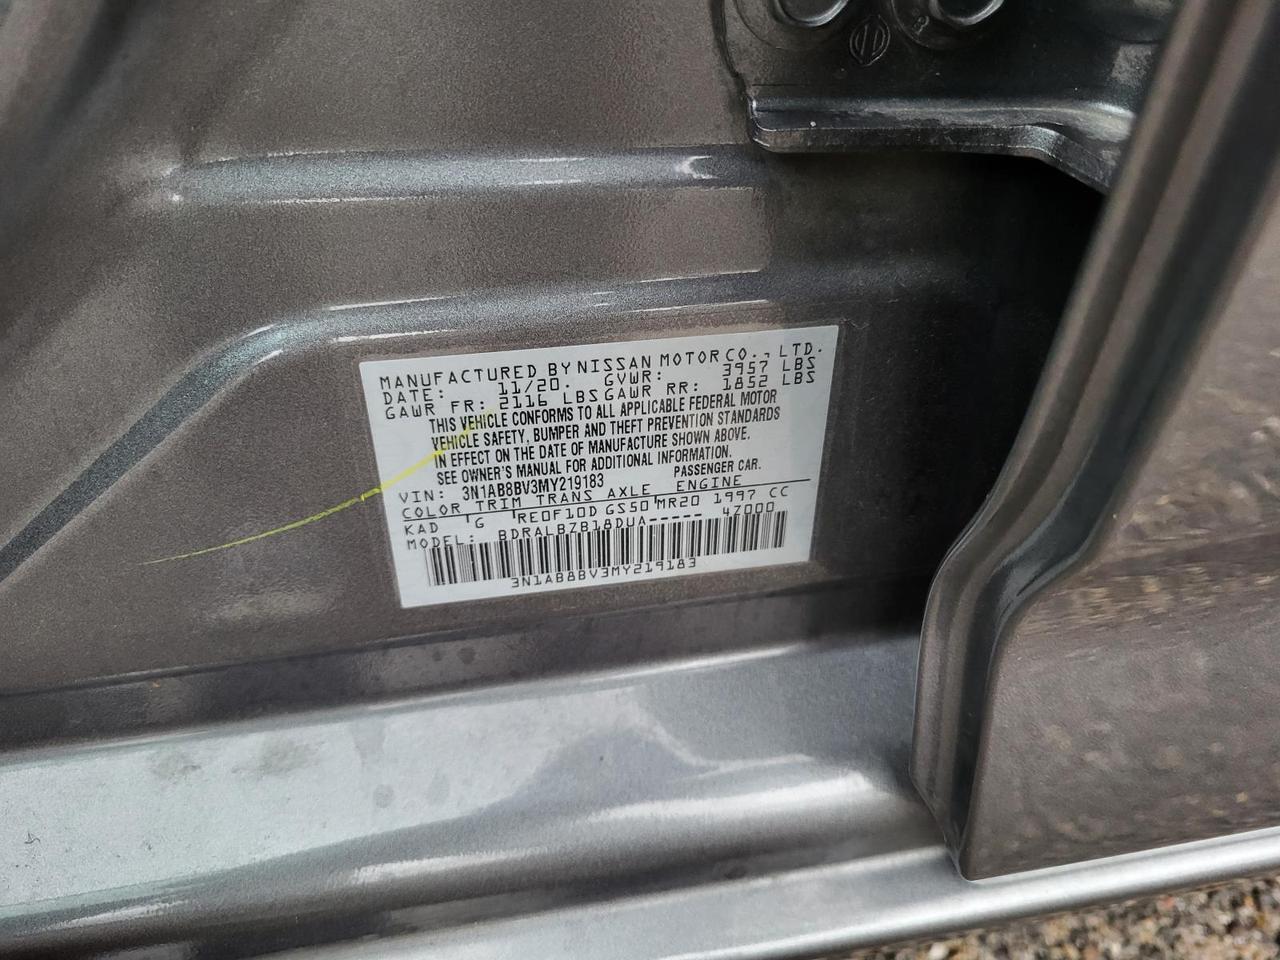 MANUFACTURED BY NISSAN MOTOR CO., LTD.
DATE: 11/20. GVWR: 3957 LBS
GAWR FR: 2116 LBS GAWR RR: 1852 LBS
THIS VEHICLE CONFORMS TO ALL APPLICABLE FEDERAL MOTOR
VEHICLE SAFETY, BUMPER AND THEFT PREVENTION STANDARDS
IN EFFECT ON THE DATE OF MANUFACTURE SHOWN ABOVE.
SEE OWNER'S MANUAL FOR ADDITIONAL INFORMATION.
VIN: 3N1AB8BV3MY219183 PASSENGER CAR.
COLOR TRIM TRANS AXLE ENGINE
KAD G RE0F10D GS50 MR20 1997 CC
MODEL: BDRALBZB18DUA----- 4Z000
3N1AB8BV3MY219183